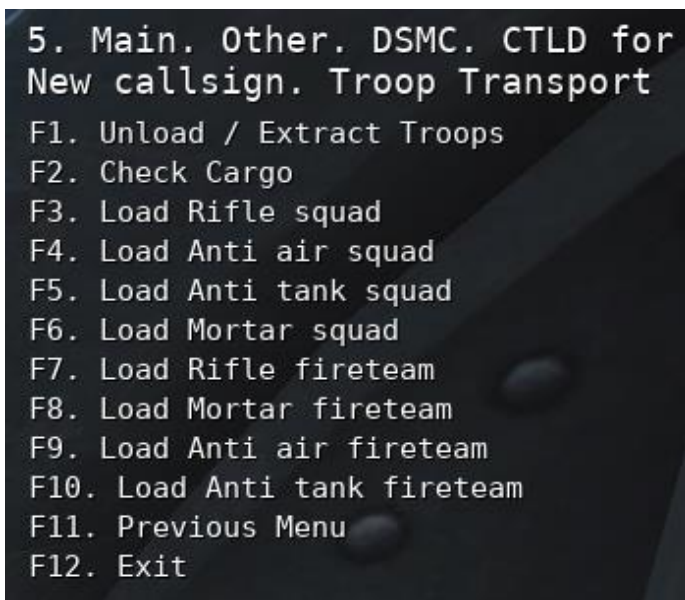 5. Main. Other. DSMC. CTLD for
New callsign. Troop Transport
F1. Unload / Extract Troops
F2. Check Cargo
F3. Load Rifle squad
F4. Load Anti air squad
F5. Load Anti tank squad
F6. Load Mortar squad
F7. Load Rifle fireteam
F8. Load Mortar fireteam
F9. Load Anti air fireteam
F10. Load Anti tank fireteam
F11. Previous Menu
F12. Exit